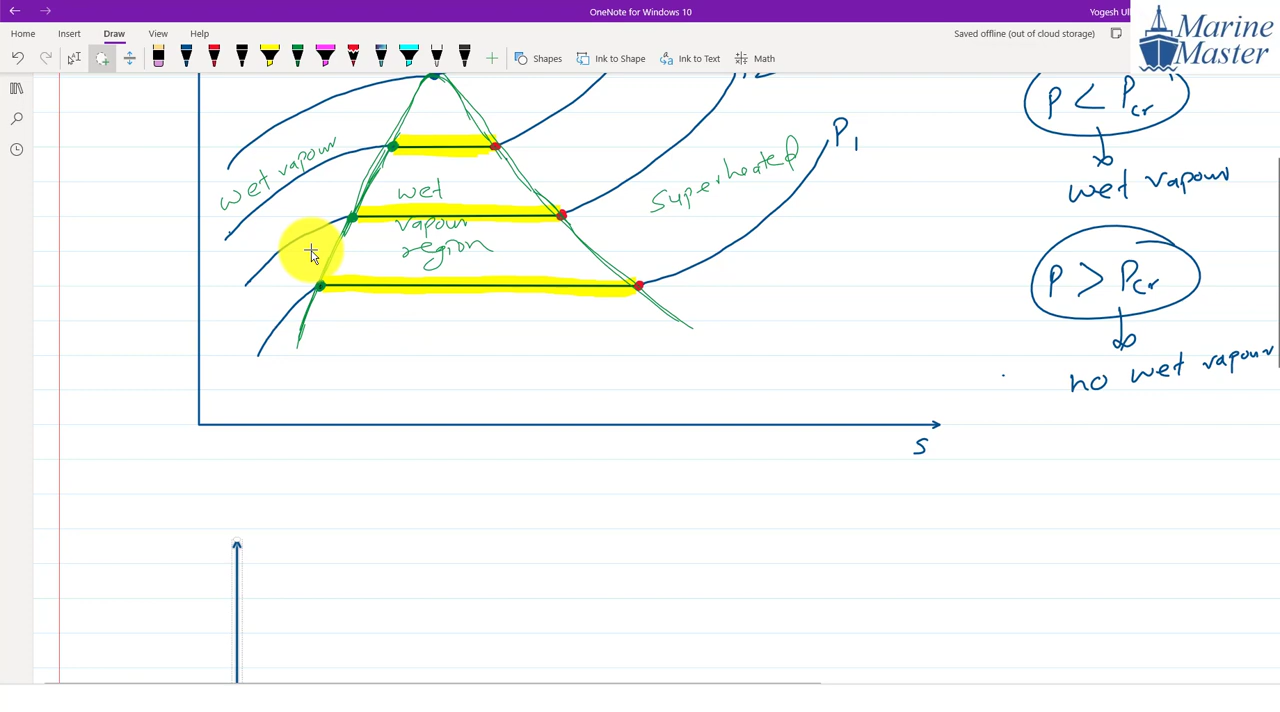 OneNote for Windows 10
Yogesh Ull
Marine
Master
Home
Insert
Draw
View
Help
Saved offline (out of cloud storage)
Shapes
Ink to Shape
Ink to Text
Math
P < Pcr
wet vapour
P > Pcr
no wet vapour
wet vapour
wet
vapour
region
Superheated
P1
S